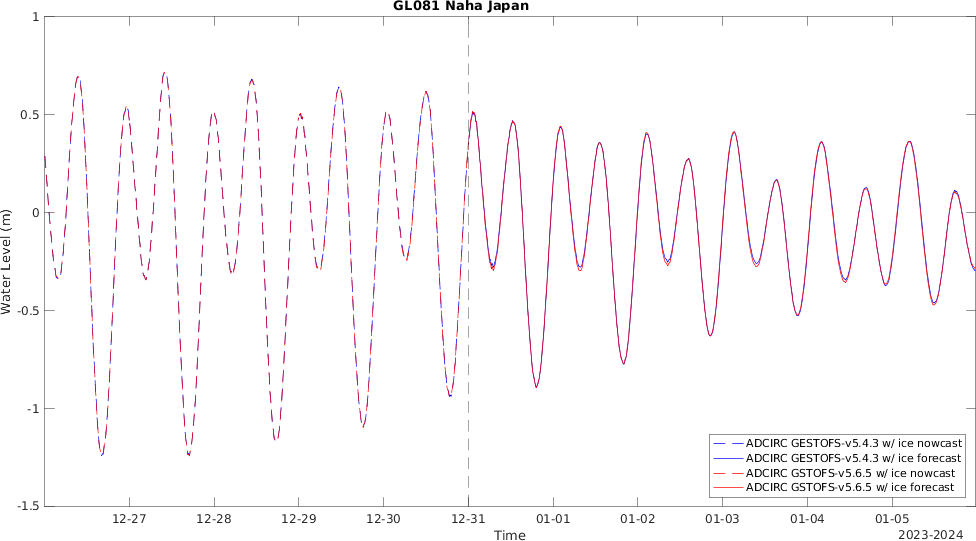 GL081 Naha Japan
Water Level (m)
1
0.5
0
-0.5
-1
-1.5
12-27
12-28
12-29
12-30
12-31
01-01
01-02
01-03
01-04
01-05
Time
2023-2024
ADCIRC GESTOFS-v5.4.3 w/ ice nowcast
ADCIRC GESTOFS-v5.4.3 w/ ice forecast
ADCIRC GSTOFS-v5.6.5 w/ ice nowcast
ADCIRC GSTOFS-v5.6.5 w/ ice forecast